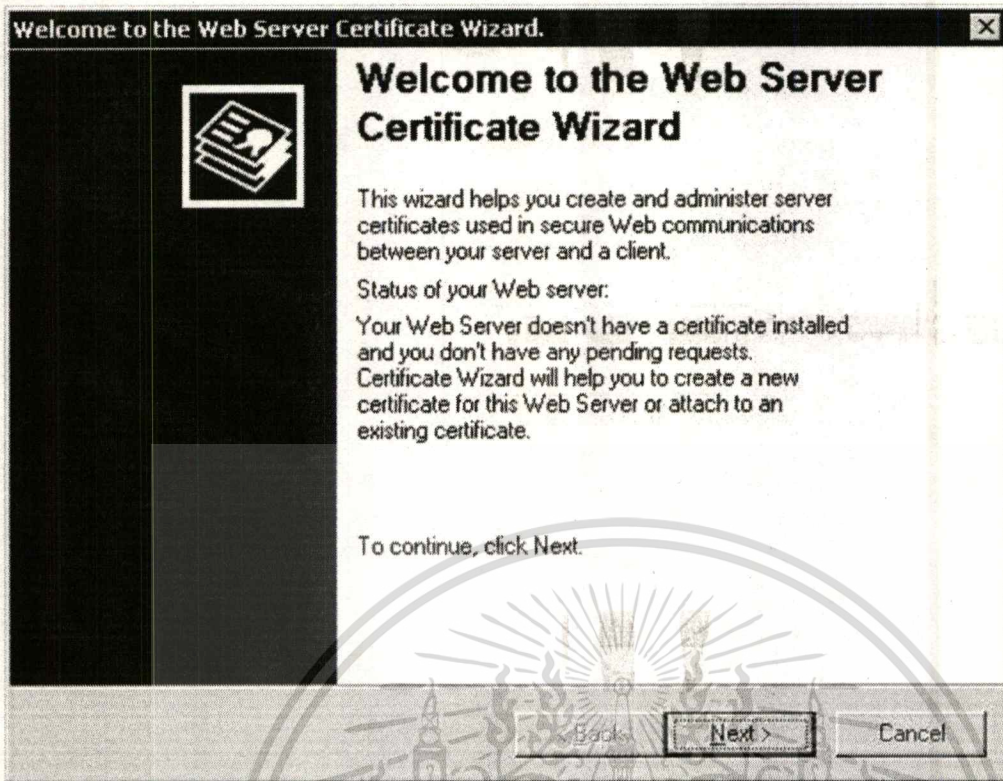 Welcome to the Web Server Certificate Wizard.
Welcome to the Web Server
Certificate Wizard
This wizard helps you create and administer server
certificates used in secure Web communications
between your server and a client.
Status of your Web server:
Your Web Server doesn't have a certificate installed
and you don't have any pending requests.
Certificate Wizard will help you to create a new
certificate for this Web Server or attach to an
existing certificate.
To continue, click Next.
< Back
Next >
Cancel